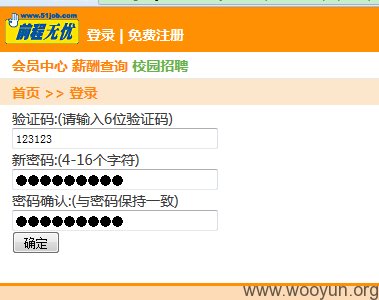 www.51job.com
前程无忧 登录 | 免费注册
会员中心 薪酬查询 校园招聘
首页 >> 登录
验证码:(请输入6位验证码)
123123
新密码:(4-16个字符)
●●●●●●●●●●
密码确认:(与密码保持一致)
●●●●●●●●●●
确定
www.wooyun.org